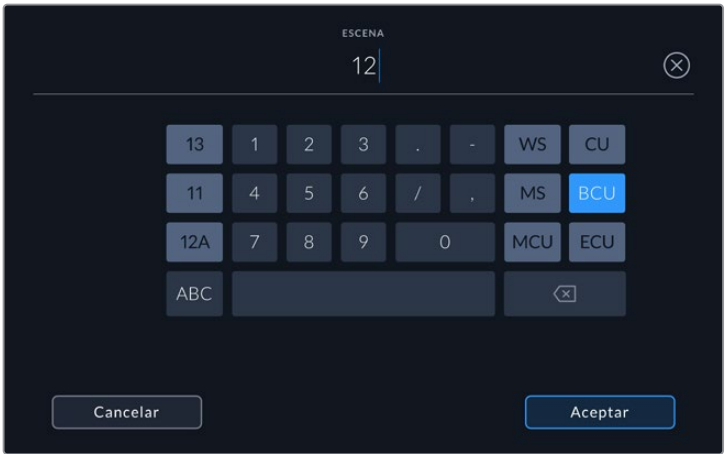 ESCENA
12
13 1 2 3 . - WS CU
11 4 5 6 / , MS BCU
12A 7 8 9 0 MCU ECU
ABC
Cancelar Aceptar